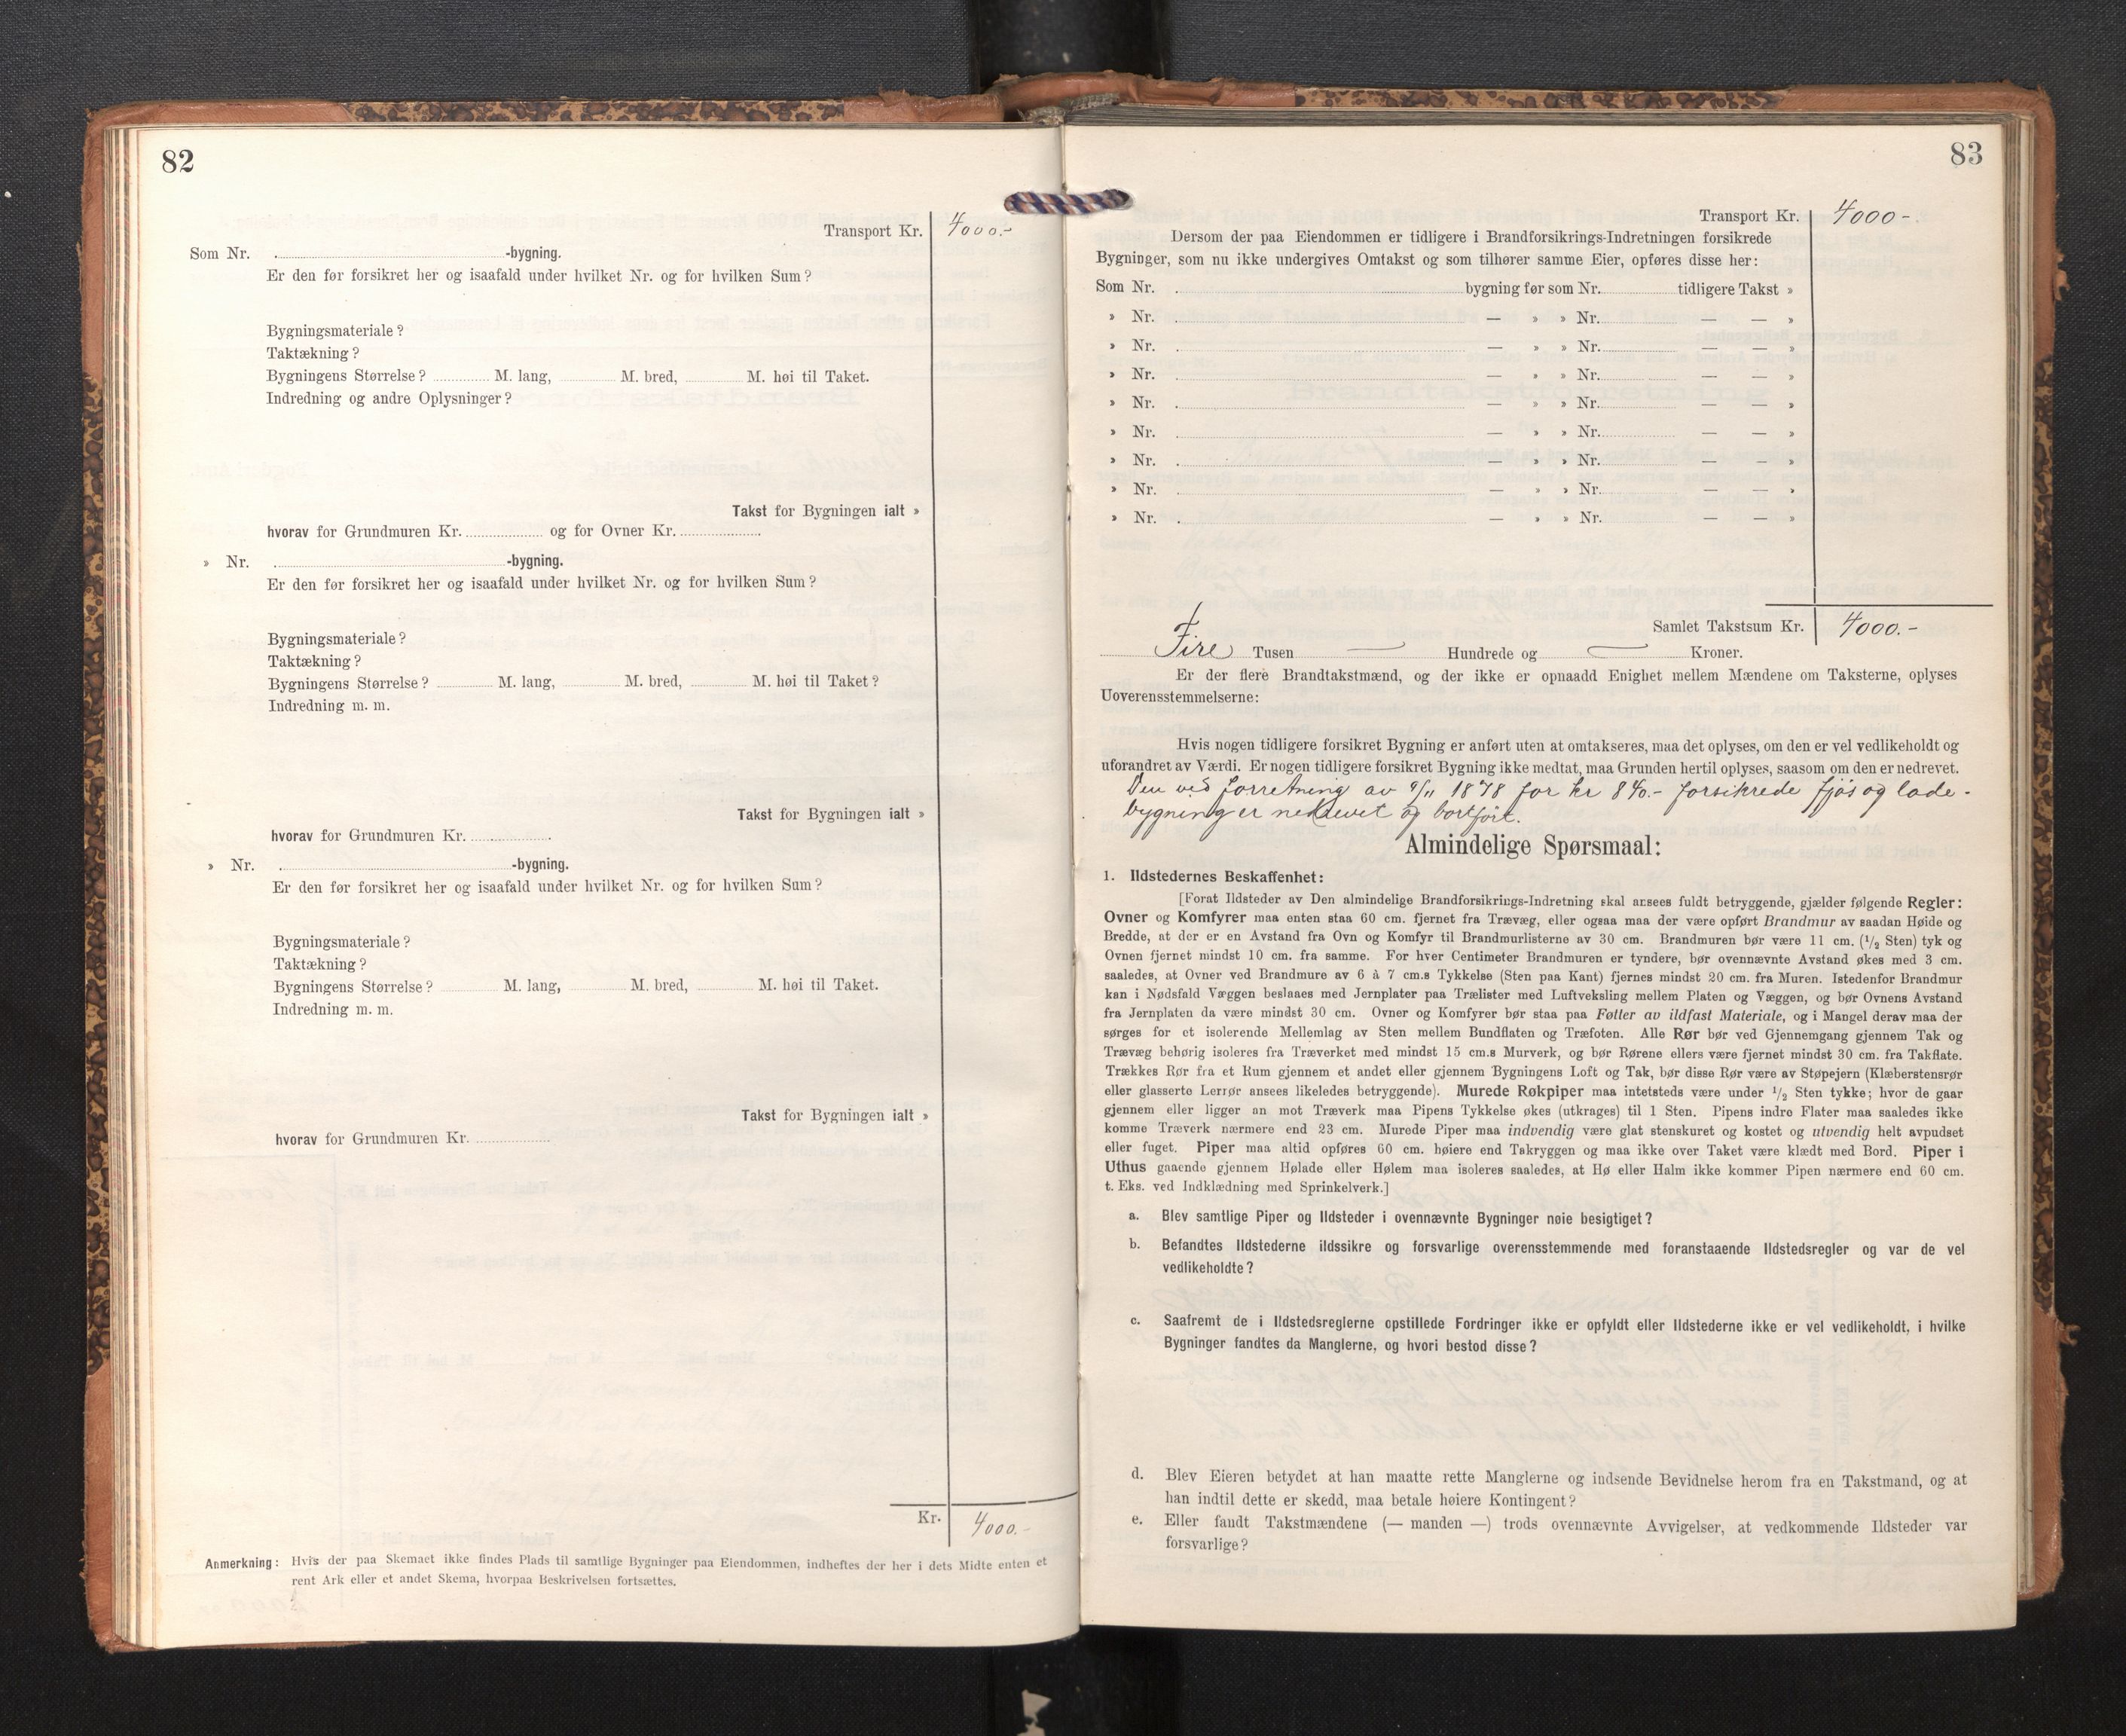 82
Transport Kr. 4000.-
Som Nr. -bygning.
Er den før forsikret her og isaafald under hvilket Nr. og for hvilken Sum?
Bygningsmateriale?
Taktækning?
Bygningens Størrelse? M. lang, M. bred, M. høi til Taket.
Indredning og andre Oplysninger?
Takst for Bygningen ialt »
hvorav for Grundmuren Kr. og for Ovner Kr.
» Nr. -bygning.
Er den før forsikret her og isaafald under hvilket Nr. og for hvilken Sum?
Bygningsmateriale?
Taktækning?
Bygningens Størrelse? M. lang, M. bred, M. høi til Taket?
Indredning m. m.
Takst for Bygningen ialt »
hvorav for Grundmuren Kr.
» Nr. -bygning.
Er den før forsikret her og isaafald under hvilket Nr. og for hvilken Sum?
Bygningsmateriale?
Taktækning?
Bygningens Størrelse? M. lang, M. bred, M. høi til Taket.
Indredning m. m.
Takst for Bygningen ialt »
hvorav for Grundmuren Kr.
Kr. 4000.-
Anmerkning: Hvis der paa Skemaet ikke findes Plads til samtlige Bygninger paa Eiendommen, indheftes der her i dets Midte enten et
rent Ark eller et andet Skema, hvorpaa Beskrivelsen fortsættes.
83
Transport Kr. 4000-
Dersom der paa Eiendommen er tidligere i Brandforsikrings-Indretningen forsikrede
Bygninger, som nu ikke undergives Omtakst og som tilhører samme Eier, opføres disse her:
Som Nr. bygning før som Nr. tidligere Takst »
» Nr. — » » Nr. — — »
» Nr. — » » Nr. — — »
» Nr. — » » Nr. — — »
» Nr. — » » Nr. — — »
» Nr. — » » Nr. — — »
» Nr. — » » Nr. — — »
» Nr. — » » Nr. — — »
» Nr. — » » Nr. — — »
Samlet Takstsum Kr. 4000.-
Fire Tusen — Hundrede og — Kroner.
Er der flere Brandtakstmænd, og der ikke er opnaadd Enighet mellem Mændene om Taksterne, oplyses
Uoverensstemmelserne:
Hvis nogen tidligere forsikret Bygning er anført uten at omtakseres, maa det oplyses, om den er vel vedlikeholdt og
uforandret av Værdi. Er nogen tidligere forsikret Bygning ikke medtat, maa Grunden hertil oplyses, saasom om den er nedrevet.
Den ved forretning av 9/11 1878 for kr 840.- forsikrede fjøs og lade-
bygning er nedrevet og bortført.
Almindelige Spørsmaal:
1. Ildstedernes Beskaffenhet:
[Forat Ildsteder av Den almindelige Brandforsikrings-Indretning skal ansees fuldt betryggende, gjælder følgende Regler:
Ovner og Komfyrer maa enten staa 60 cm. fjernet fra Trævæg, eller ogsaa maa der være opført Brandmur av saadan Høide og
Bredde, at der er en Avstand fra Ovn og Komfyr til Brandmurlisterne av 30 cm. Brandmuren bør være 11 cm. (1/2 Sten) tyk og
Ovnen fjernet mindst 10 cm. fra samme. For hver Centimeter Brandmuren er tyndere, bør ovennævnte Avstand økes med 3 cm.
saaledes, at Ovner ved Brandmure av 6 à 7 cm.s Tykkelse (Sten paa Kant) fjernes mindst 20 cm. fra Muren. Istedenfor Brandmur
kan i Nødsfald Væggen beslaaes med Jernplater paa Trælister med Luftveksling mellem Platen og Væggen, og bør Ovnens Avstand
fra Jernplaten da være mindst 30 cm. Ovner og Komfyrer bør staa paa Føtter av ildfast Materiale, og i Mangel derav maa der
sørges for et isolerende Mellemlag av Sten mellem Bundflaten og Træfoten. Alle Rør bør ved Gjennemgang gjennem Tak og
Trævæg behørig isoleres fra Træverket med mindst 15 cm.s Murverk, og bør Rørene ellers være fjernet mindst 30 cm. fra Takflate.
Trækkes Rør fra et Rum gjennem et andet eller gjennem Bygningens Loft og Tak, bør disse Rør være av Støpejern (Klæberstensrør
eller glasserte Lerrør ansees likeledes betryggende). Murede Røkpiper maa intetsteds være under 1/2 Sten tykke; hvor de gaar
gjennem eller ligger an mot Træverk maa Pipens Tykkelse økes (utkrages) til 1 Sten. Pipens indre Flater maa saaledes ikke
komme Træverk nærmere end 23 cm. Murede Piper maa indvendig være glat stenskuret og kostet og utvendig helt avpudset
eller fuget. Piper maa altid opføres 60 cm. høiere end Takryggen og maa ikke over Taket være klædt med Bord. Piper i
Uthus gaaende gjennem Hølade eller Hølem maa isoleres saaledes, at Hø eller Halm ikke kommer Pipen nærmere end 60 cm.
t. Eks. ved Indklædning med Sprinkelverk.]
a. Blev samtlige Piper og Ildsteder i ovennævnte Bygninger nøie besigtiget?
b. Befandtes Ildstederne ildssikre og forsvarlige overensstemmende med foranstaaende Ildstedsregler og var de vel
vedlikeholdte?
c. Saafremt de i Ildstedsreglerne opstillede Fordringer ikke er opfyldt eller Ildstederne ikke er vel vedlikeholdt, i hvilke
Bygninger fandtes da Manglerne, og hvori bestod disse?
d. Blev Eieren betydet at han maatte rette Manglerne og indsende Bevidnelse herom fra en Takstmand, og at
han indtil dette er skedd, maa betale høiere Kontingent?
e. Eller fandt Takstmændene (— manden —) trods ovennævnte Avvigelser, at vedkommende Ildsteder var
forsvarlige?